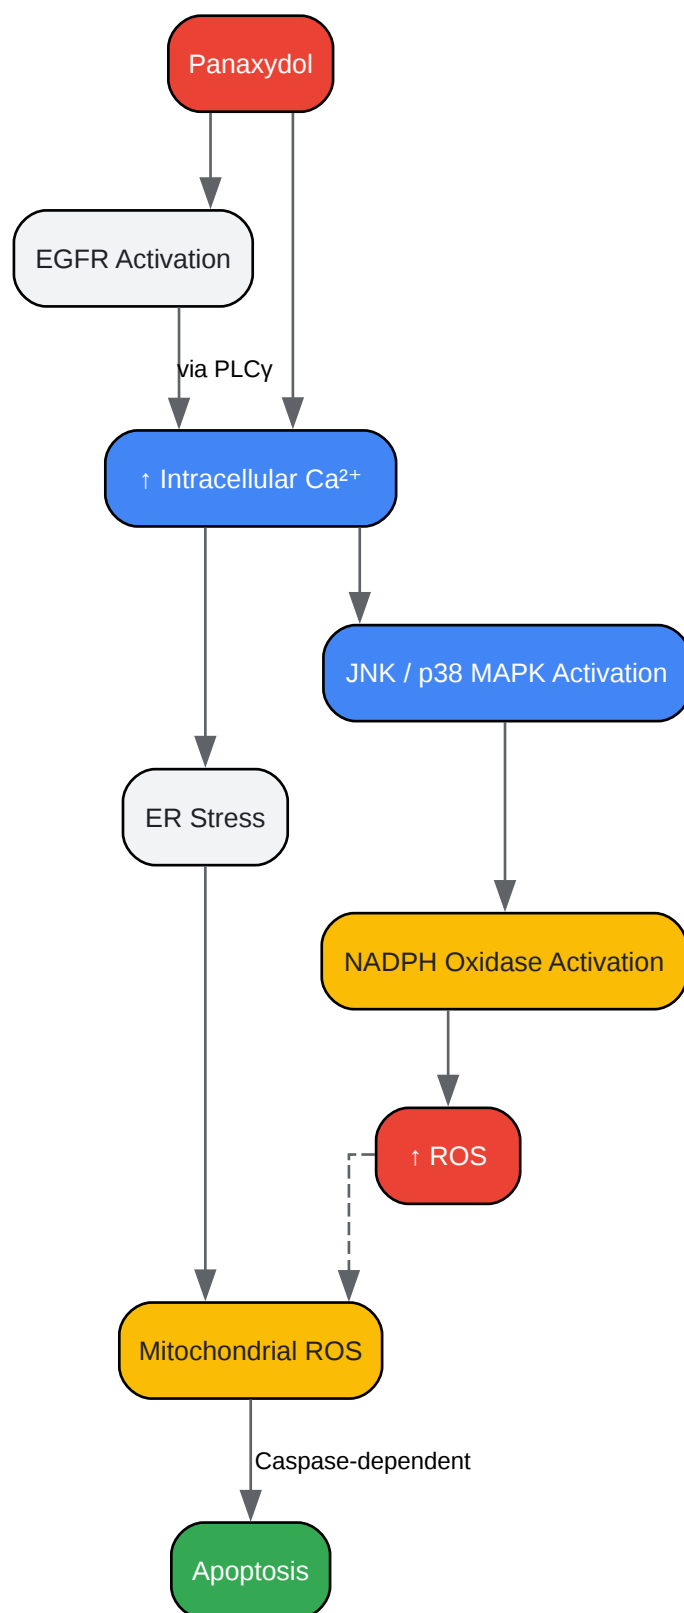 Panaxydol
EGFR Activation
via PLCγ
↑ Intracellular Ca²⁺
JNK / p38 MAPK Activation
ER Stress
NADPH Oxidase Activation
↑ ROS
Mitochondrial ROS
Caspase-dependent
Apoptosis